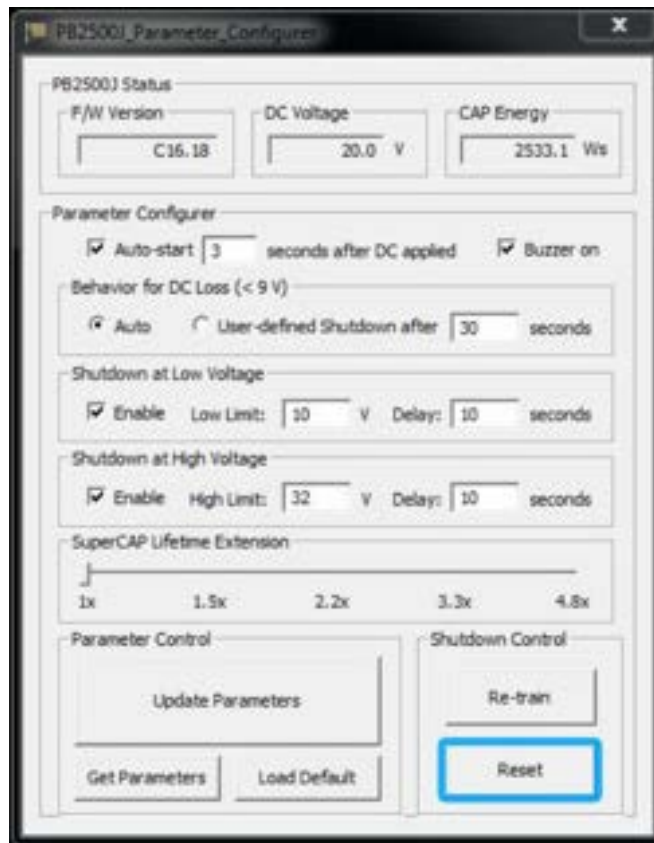 PB2500J_Parameter_Configurer
X
PB2500J Status
F/W Version DC Voltage CAP Energy
C16.18 20.0 V 2533.1 Ws
Parameter Configurer
Auto-start 3 seconds after DC applied Buzzer on
Behavior for DC Loss (< 9 V)
Auto User-defined Shutdown after 30 seconds
Shutdown at Low Voltage
Enable Low Limit: 10 V Delay: 10 seconds
Shutdown at High Voltage
Enable High Limit: 32 V Delay: 10 seconds
SuperCAP Lifetime Extension
1x 1.5x 2.2x 3.3x 4.8x
Parameter Control Shutdown Control
Update Parameters Re-train
Get Parameters Load Default Reset